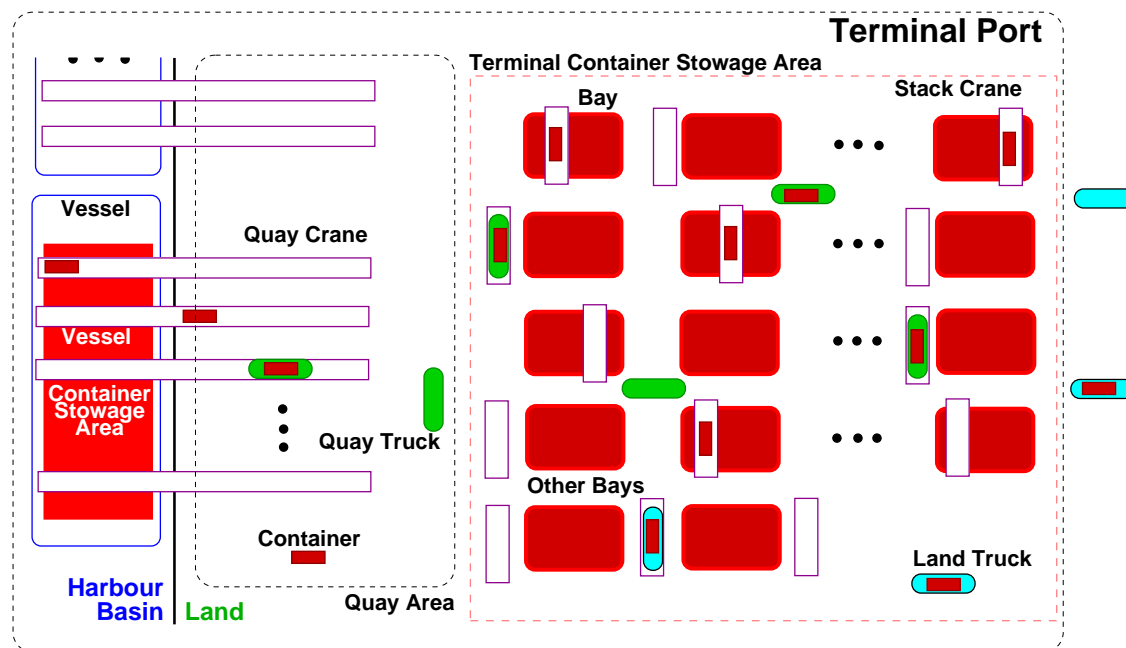 Terminal Port
Terminal Container Stowage Area
Bay
Stack Crane
Vessel
Quay Crane
Vessel
Container
Stowage
Area
Quay Truck
Other Bays
Container
Land Truck
Harbour
Basin
Land
Quay Area